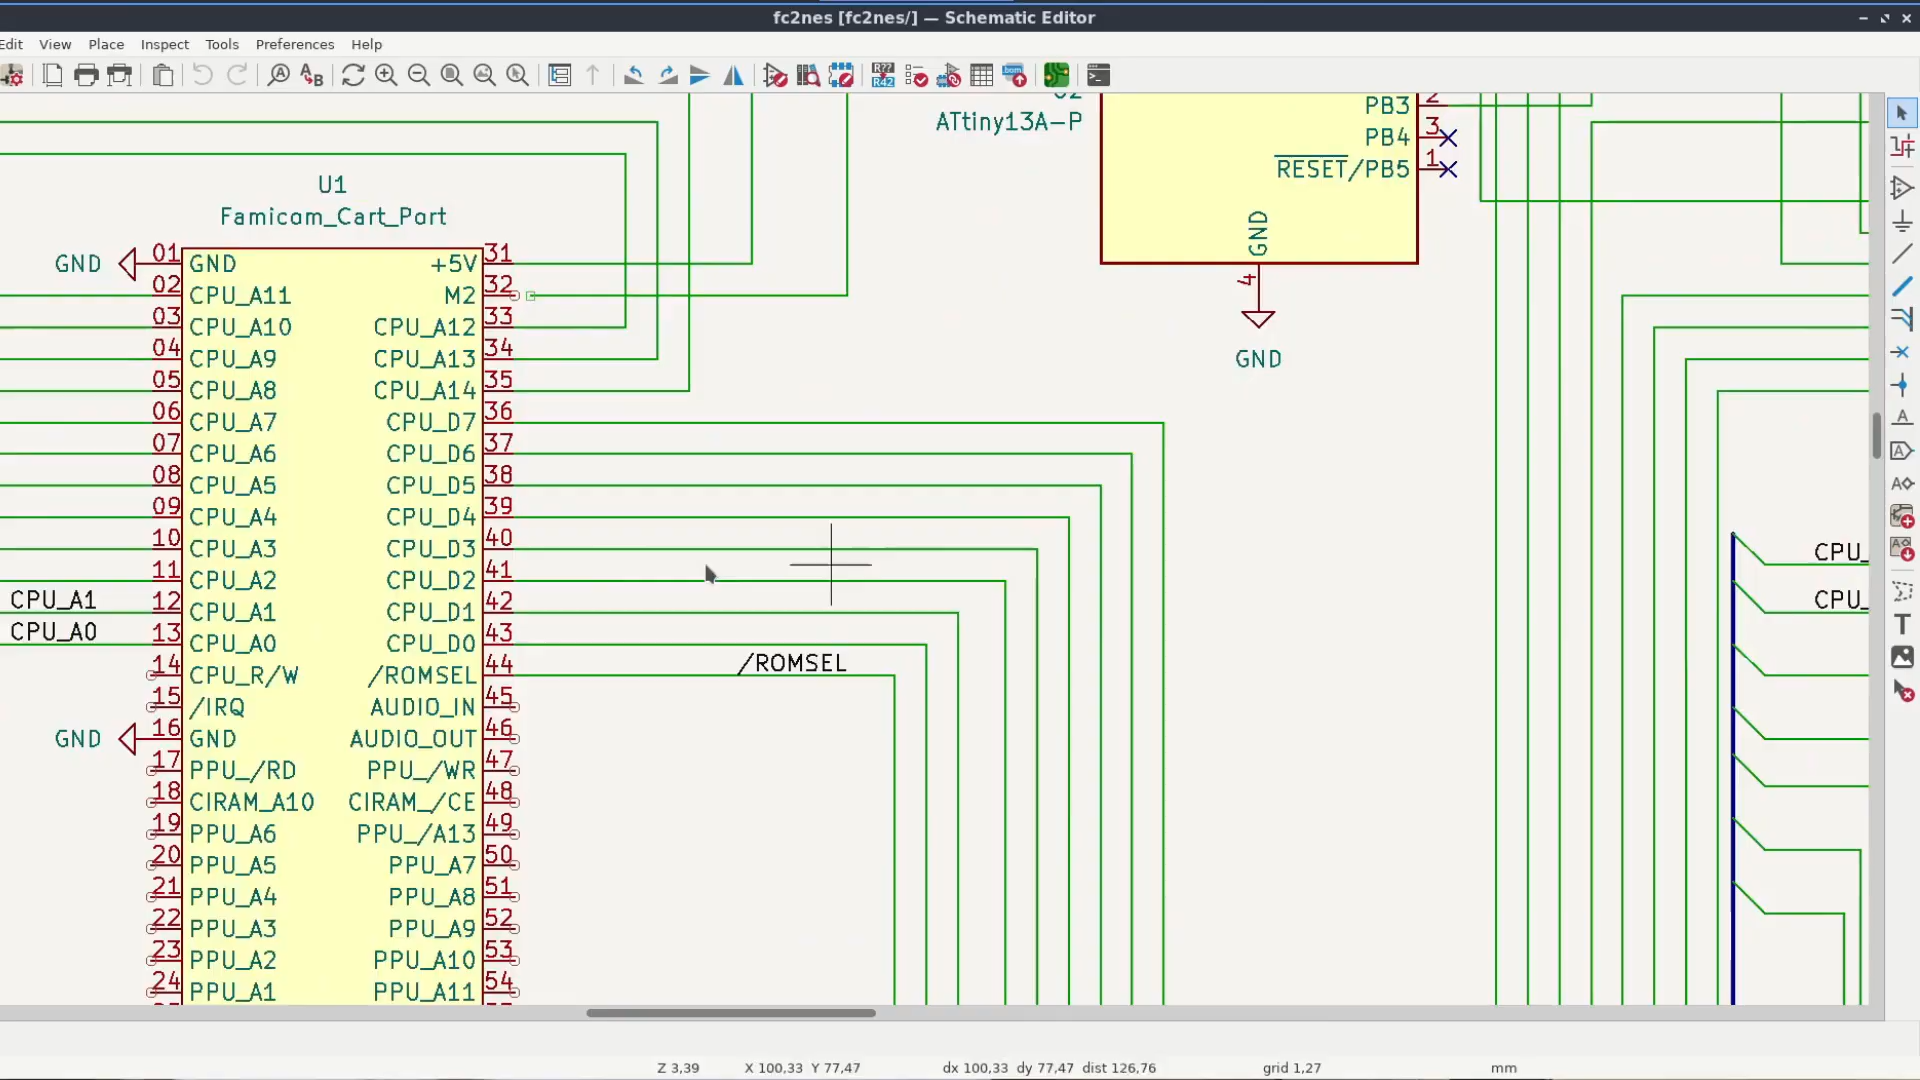 fc2nes [fc2nes/] — Schematic Editor
Edit View Place Inspect Tools Preferences Help
ATtiny13A-P
PB3 2
PB4 3
RESET/PB5 1
GND
4
GND
U1
Famicom_Cart_Port
GND 01 GND +5V 31
02 CPU_A11 M2 32
03 CPU_A10 CPU_A12 33
04 CPU_A9 CPU_A13 34
05 CPU_A8 CPU_A14 35
06 CPU_A7 CPU_D7 36
07 CPU_A6 CPU_D6 37
08 CPU_A5 CPU_D5 38
09 CPU_A4 CPU_D4 39
10 CPU_A3 CPU_D3 40
11 CPU_A2 CPU_D2 41
CPU_A1 12 CPU_A1 CPU_D1 42
CPU_A0 13 CPU_A0 CPU_D0 43
14 CPU_R/W /ROMSEL 44 /ROMSEL
15 /IRQ AUDIO_IN 45
GND 16 GND AUDIO_OUT 46
17 PPU_/RD PPU_/WR 47
18 CIRAM_A10 CIRAM_/CE 48
19 PPU_A6 PPU_/A13 49
20 PPU_A5 PPU_A7 50
21 PPU_A4 PPU_A8 51
22 PPU_A3 PPU_A9 52
23 PPU_A2 PPU_A10 53
24 PPU_A1 PPU_A11 54
CPU_
CPU_
Z 3,39 X 100,33 Y 77,47 dx 100,33 dy 77,47 dist 126,76 grid 1,27 mm